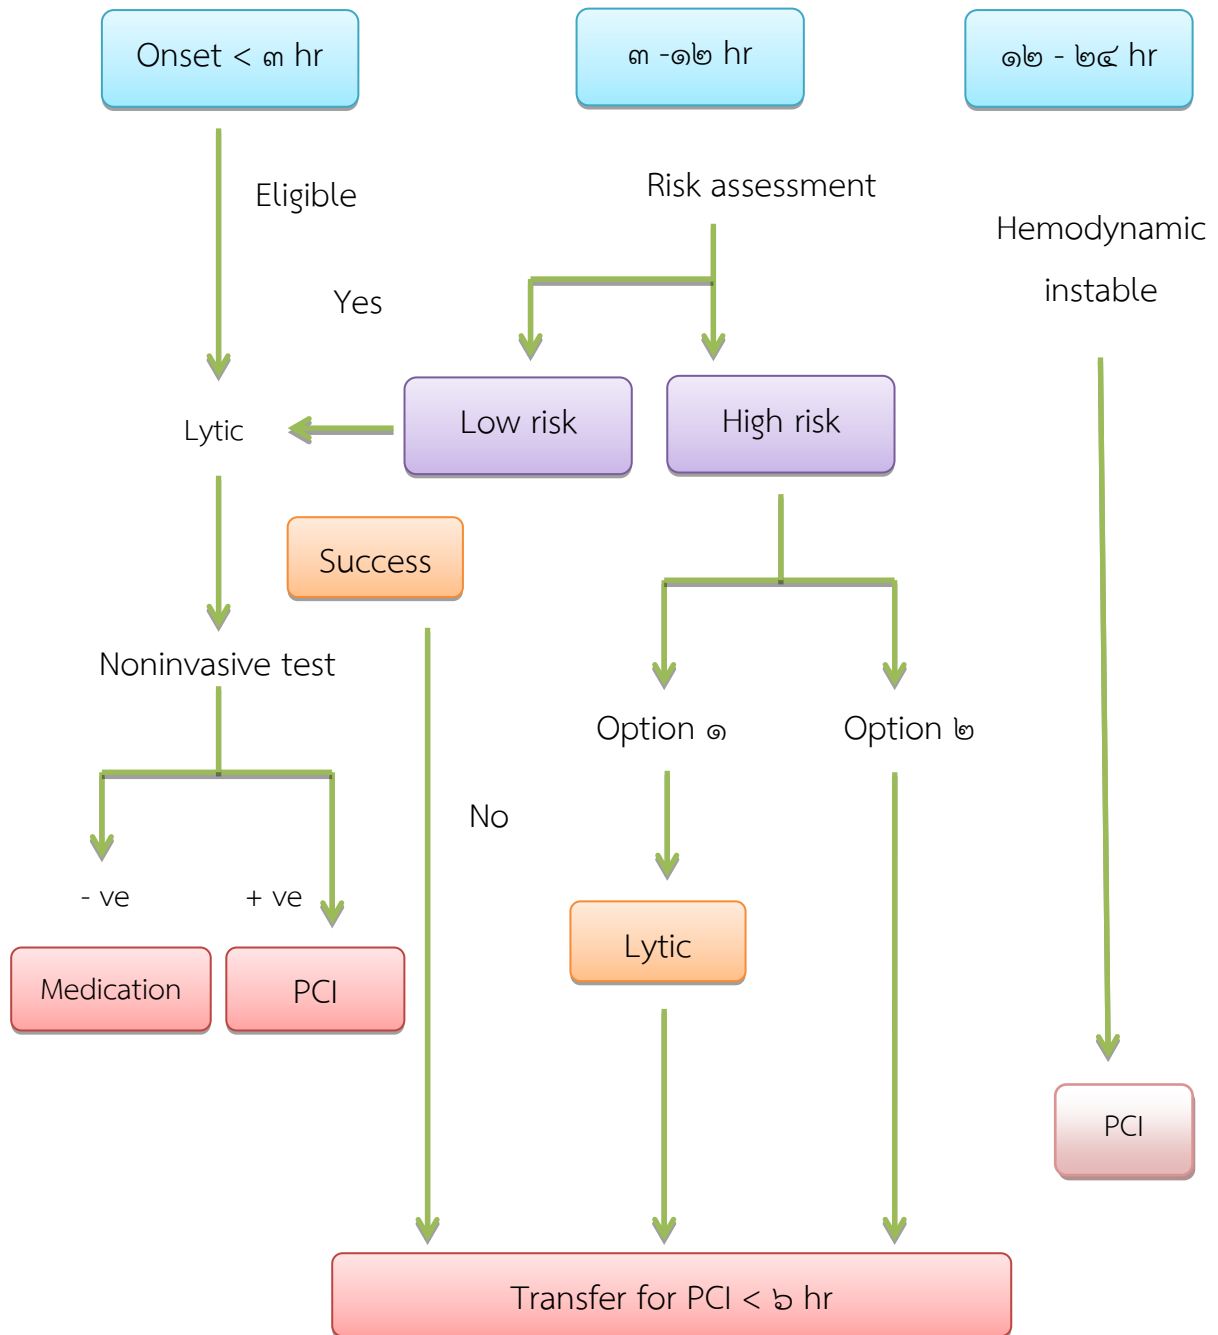 Onset < ๓ hr
๓ -๑๒ hr
๑๒ - ๒๔ hr
Eligible
Risk assessment
Hemodynamic
instable
Yes
Lytic
Low risk
High risk
Success
Noninvasive test
Option ๑
Option ๒
No
- ve
+ ve
Lytic
Medication
PCI
PCI
Transfer for PCI < ๖ hr